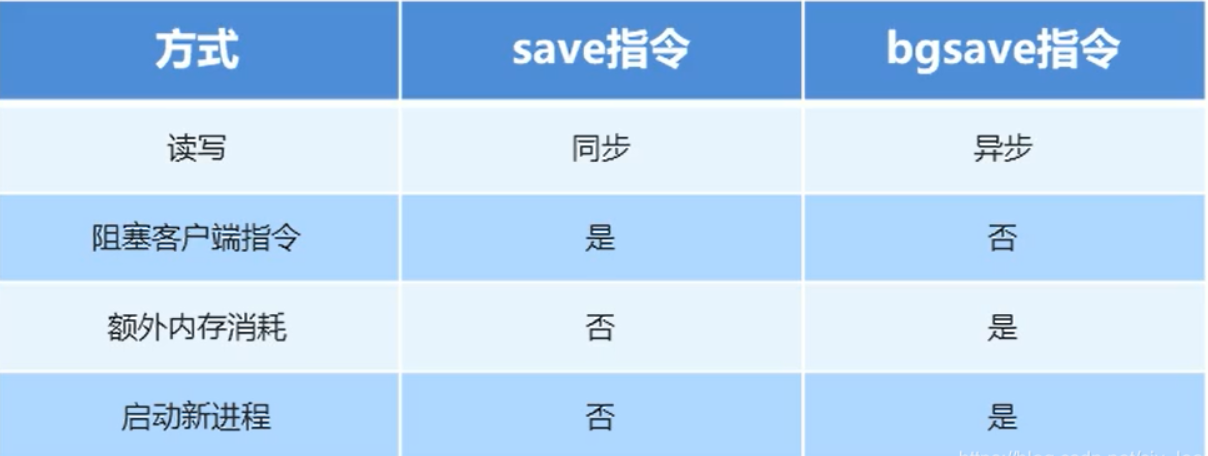 方式 save指令 bgsave指令
读写 同步 异步
阻塞客户端指令 是 否
额外内存消耗 否 是
启动新进程 否 是